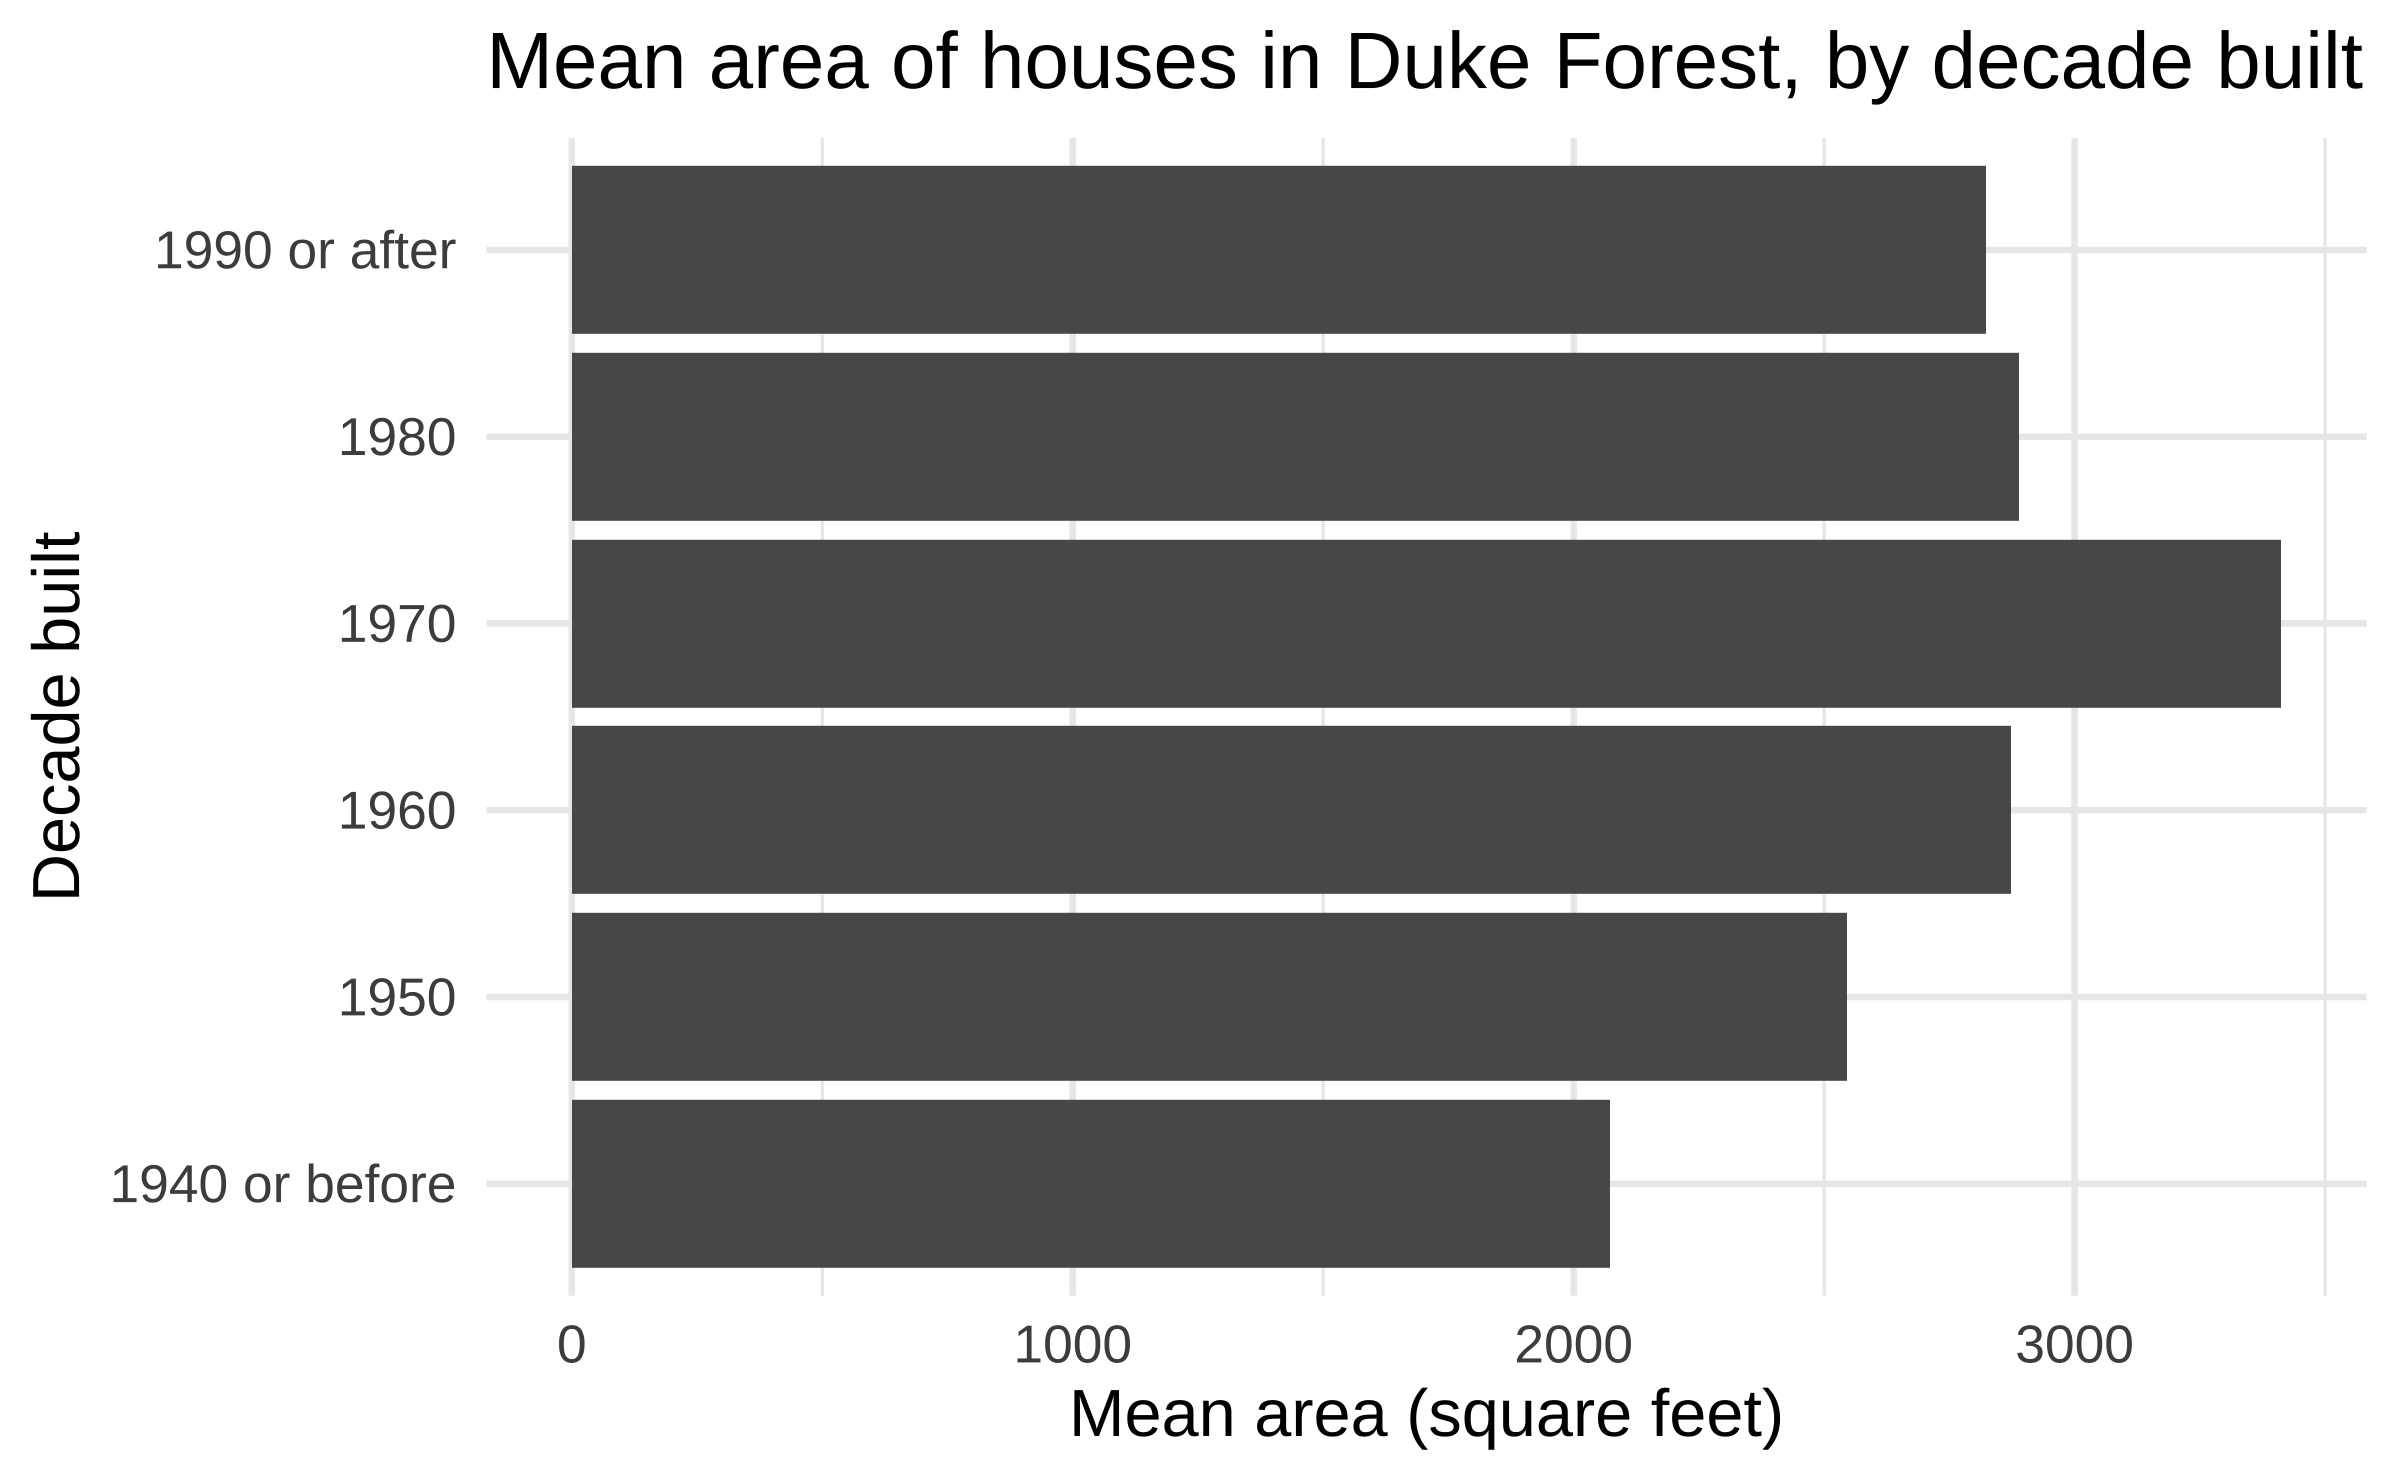 Mean area of houses in Duke Forest, by decade built
Decade built
1990 or after
1980
1970
1960
1950
1940 or before
0 1000 2000 3000
Mean area (square feet)